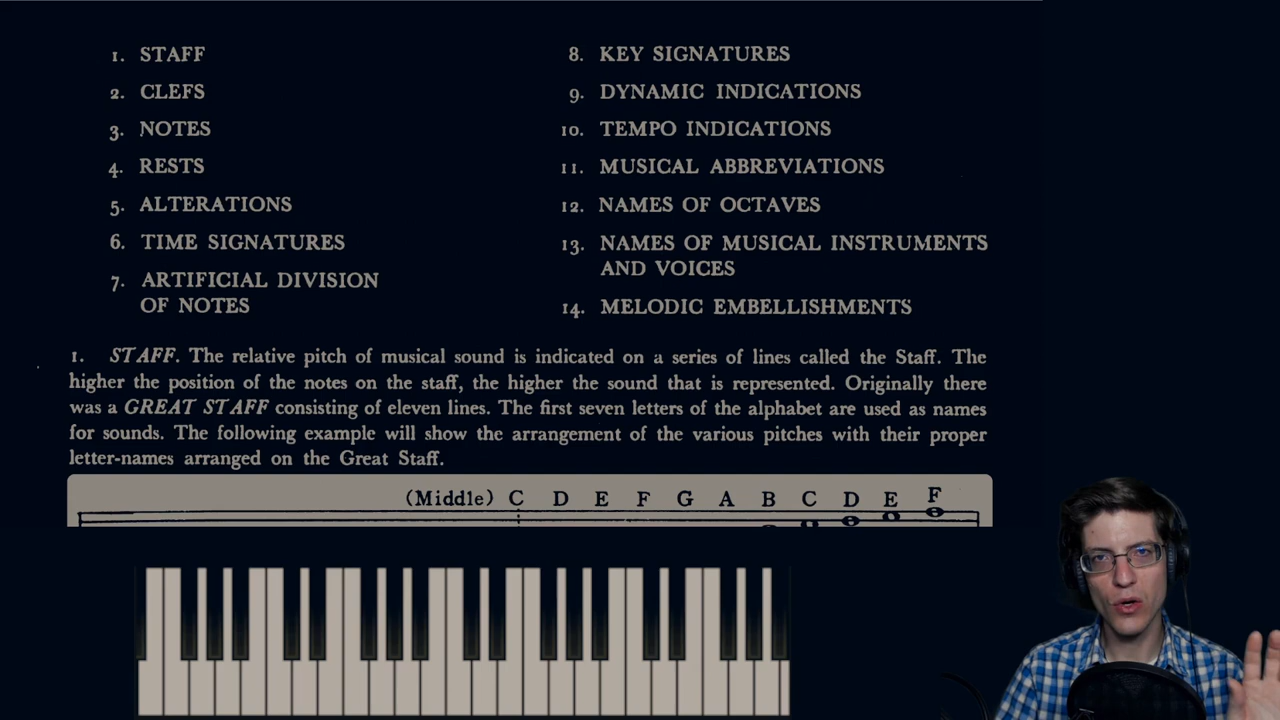 1. STAFF
2. CLEFS
3. NOTES
4. RESTS
5. ALTERATIONS
6. TIME SIGNATURES
7. ARTIFICIAL DIVISION
OF NOTES
8. KEY SIGNATURES
9. DYNAMIC INDICATIONS
10. TEMPO INDICATIONS
11. MUSICAL ABBREVIATIONS
12. NAMES OF OCTAVES
13. NAMES OF MUSICAL INSTRUMENTS
AND VOICES
14. MELODIC EMBELLISHMENTS
1. STAFF. The relative pitch of musical sound is indicated on a series of lines called the Staff. The
higher the position of the notes on the staff, the higher the sound that is represented. Originally there
was a GREAT STAFF consisting of eleven lines. The first seven letters of the alphabet are used as names
for sounds. The following example will show the arrangement of the various pitches with their proper
letter-names arranged on the Great Staff.
(Middle) C D E F G A B C D E F